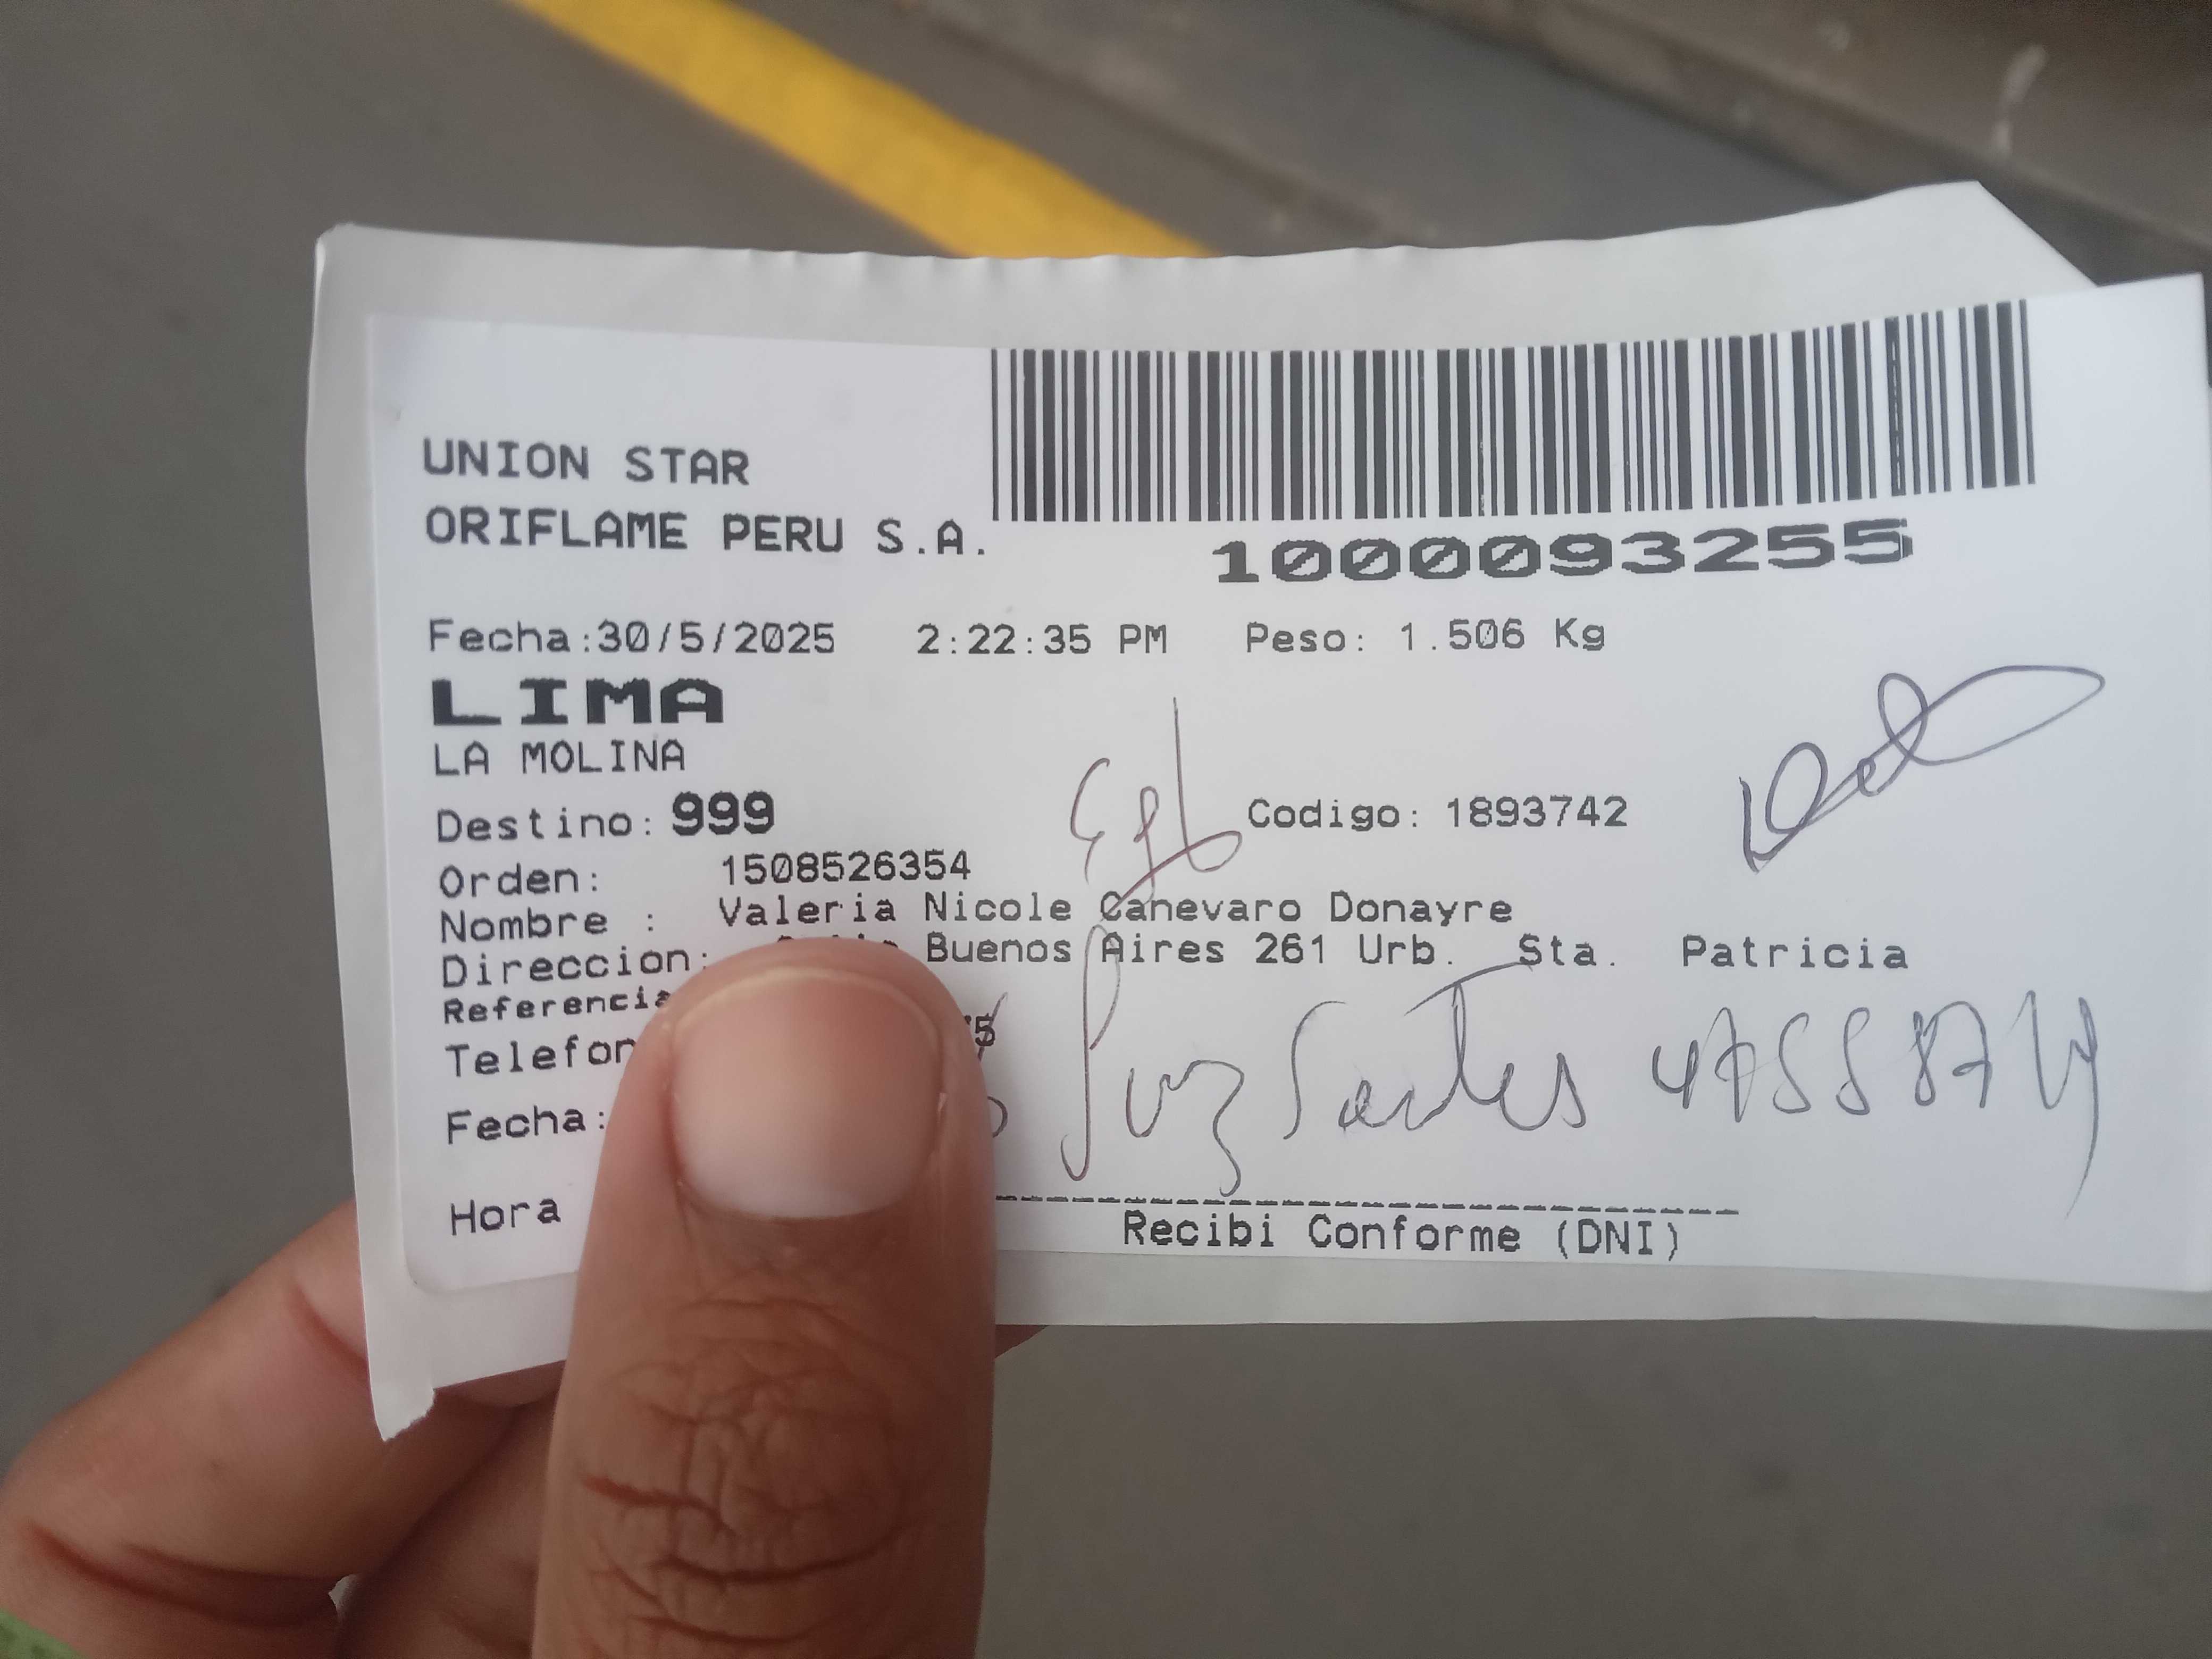 UNION STAR
ORIFLAME PERU S.A.
1000093255
Fecha:30/5/2025 2:22:35 PM Peso: 1.506 Kg
LIMA
LA MOLINA
Destino: 999 Codigo: 1893742
Orden: 1508526354
Nombre : Valeria Nicole Canevaro Donayre
Direccion: Buenos Aires 261 Urb. Sta. Patricia
Referencia
Telefon
Luz Santes
Fecha:
Hora
Recibi Conforme (DNI)